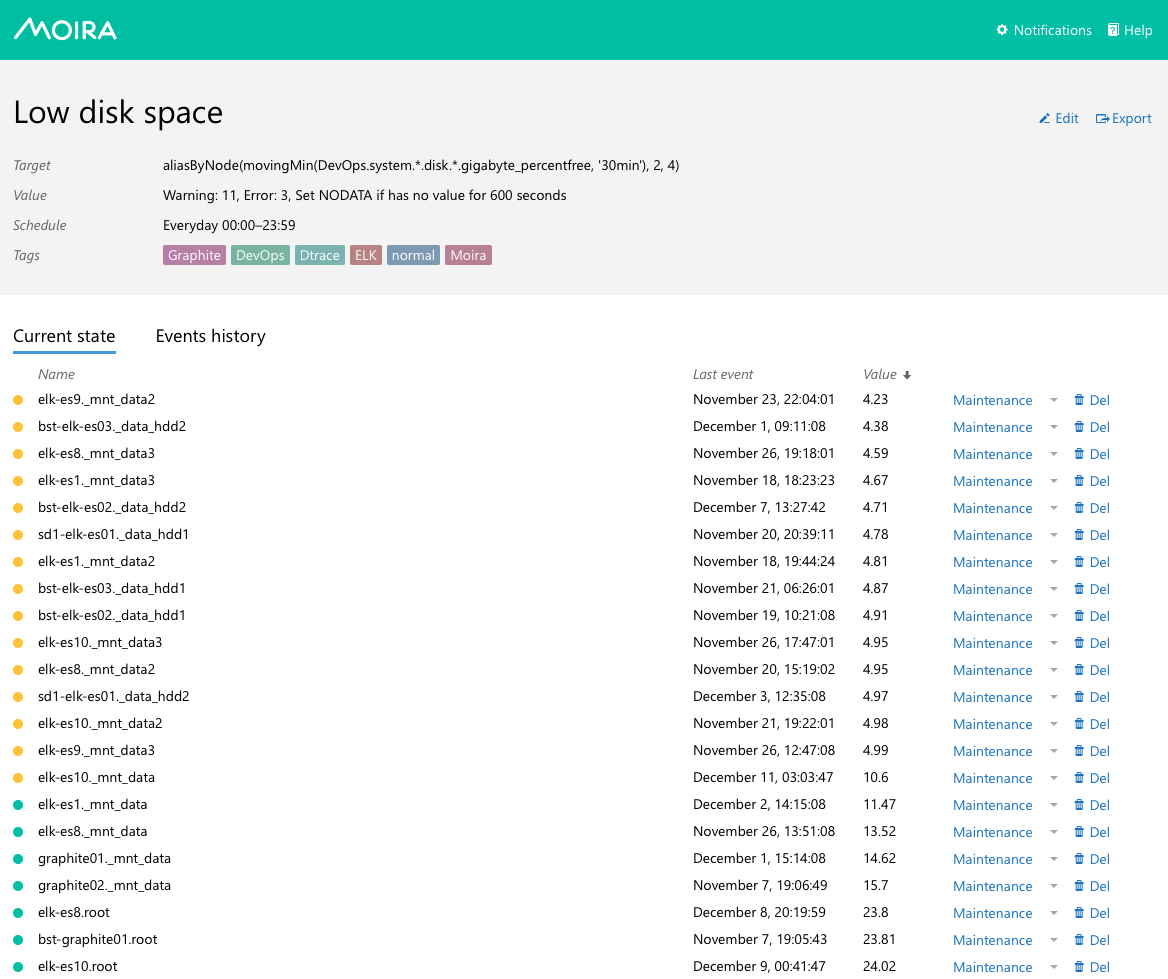 MOIRA Notifications Help
Low disk space
Edit Export
Target aliasByNode(movingMin(DevOps.system.*.disk.*.gigabyte_percentfree, '30min'), 2, 4)
Value Warning: 11, Error: 3, Set NODATA if has no value for 600 seconds
Schedule Everyday 00:00–23:59
Tags Graphite DevOps Dtrace ELK normal Moira
Current state Events history
Name Last event Value
elk-es9._mnt_data2 November 23, 22:04:01 4.23 Maintenance Del
bst-elk-es03._data_hdd2 December 1, 09:11:08 4.38 Maintenance Del
elk-es8._mnt_data3 November 26, 19:18:01 4.59 Maintenance Del
elk-es1._mnt_data3 November 18, 18:23:23 4.67 Maintenance Del
bst-elk-es02._data_hdd2 December 7, 13:27:42 4.71 Maintenance Del
sd1-elk-es01._data_hdd1 November 20, 20:39:11 4.78 Maintenance Del
elk-es1._mnt_data2 November 18, 19:44:24 4.81 Maintenance Del
bst-elk-es03._data_hdd1 November 21, 06:26:01 4.87 Maintenance Del
bst-elk-es02._data_hdd1 November 19, 10:21:08 4.91 Maintenance Del
elk-es10._mnt_data3 November 26, 17:47:01 4.95 Maintenance Del
elk-es8._mnt_data2 November 20, 15:19:02 4.95 Maintenance Del
sd1-elk-es01._data_hdd2 December 3, 12:35:08 4.97 Maintenance Del
elk-es10._mnt_data2 November 21, 19:22:01 4.98 Maintenance Del
elk-es9._mnt_data3 November 26, 12:47:08 4.99 Maintenance Del
elk-es10._mnt_data December 11, 03:03:47 10.6 Maintenance Del
elk-es1._mnt_data December 2, 14:15:08 11.47 Maintenance Del
elk-es8._mnt_data November 26, 13:51:08 13.52 Maintenance Del
graphite01._mnt_data December 1, 15:14:08 14.62 Maintenance Del
graphite02._mnt_data November 7, 19:06:49 15.7 Maintenance Del
elk-es8.root December 8, 20:19:59 23.8 Maintenance Del
bst-graphite01.root November 7, 19:05:43 23.81 Maintenance Del
elk-es10.root December 9, 00:41:47 24.02 Maintenance Del